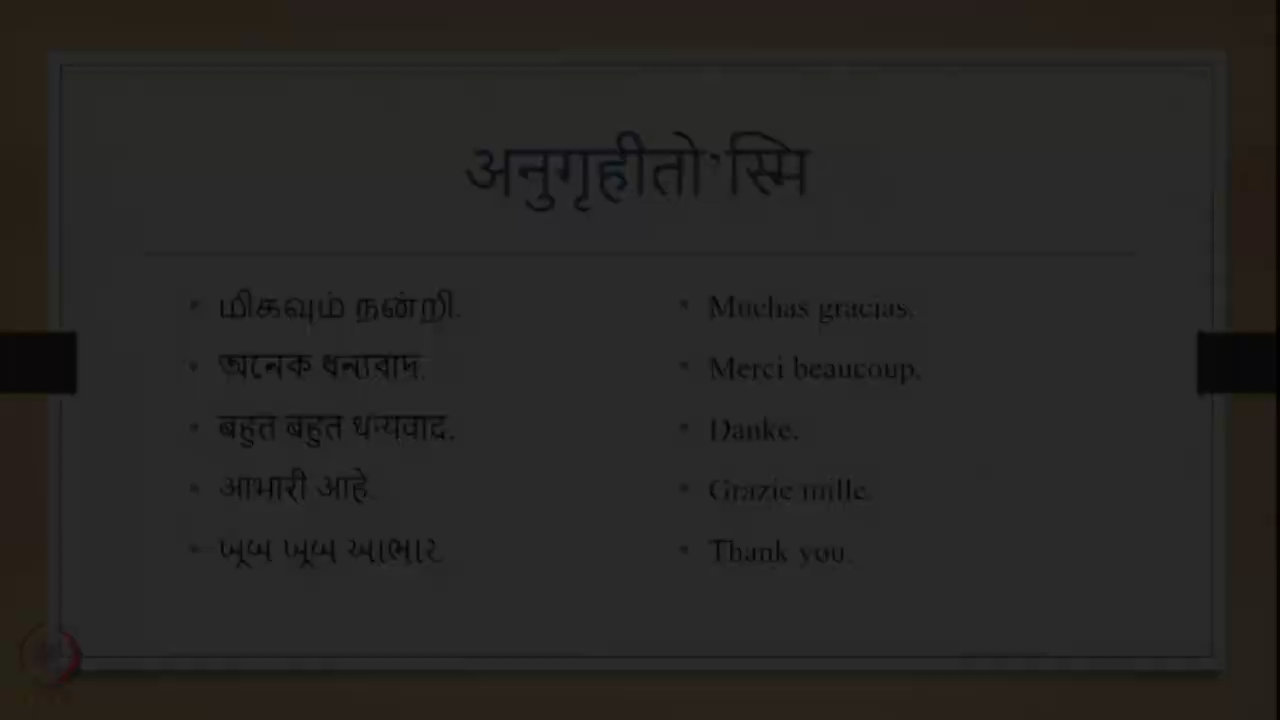 अनुगृहीतो’स्मि
மிகவும் நன்றி.
অনেক ধন্যবাদ.
बहुत बहुत धन्यवाद.
आभारी आहे.
ખૂબ ખૂબ આભાર.
Muchas gracias.
Merci beaucoup.
Danke.
Grazie mille.
Thank you.